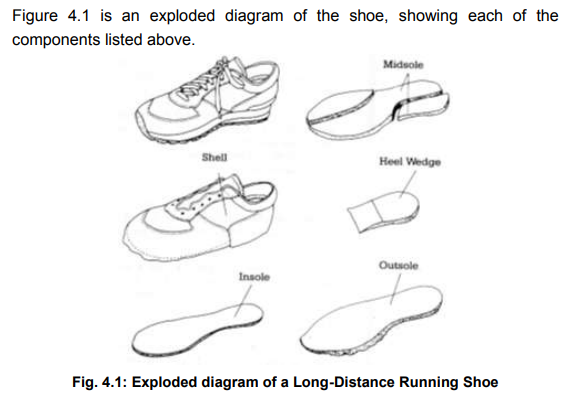 Figure 4.1 is an exploded diagram of the shoe, showing each of the
components listed above.
Midsole
Shell
Heel Wedge
Insole
Outsole
Fig. 4.1: Exploded diagram of a Long-Distance Running Shoe